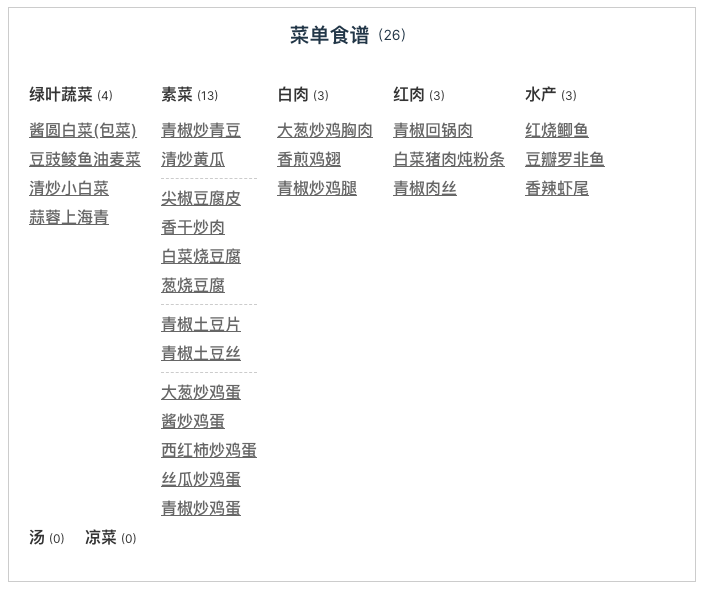 菜单食谱 (26)
绿叶蔬菜 (4)
酱圆白菜(包菜)
豆豉鲮鱼油麦菜
清炒小白菜
蒜蓉上海青
素菜 (13)
青椒炒青豆
清炒黄瓜
尖椒豆腐皮
香干炒肉
白菜烧豆腐
葱烧豆腐
青椒土豆片
青椒土豆丝
大葱炒鸡蛋
酱炒鸡蛋
西红柿炒鸡蛋
丝瓜炒鸡蛋
青椒炒鸡蛋
白肉 (3)
大葱炒鸡胸肉
香煎鸡翅
青椒炒鸡腿
红肉 (3)
青椒回锅肉
白菜猪肉炖粉条
青椒肉丝
水产 (3)
红烧鲫鱼
豆瓣罗非鱼
香辣虾尾
汤 (0)
凉菜 (0)